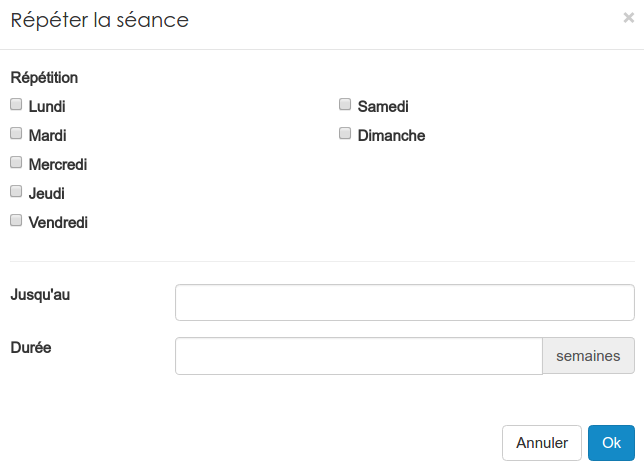 Répéter la séance
×
Répétition
Lundi
Mardi
Mercredi
Jeudi
Vendredi
Samedi
Dimanche
Jusqu'au
Durée
semaines
Annuler
Ok